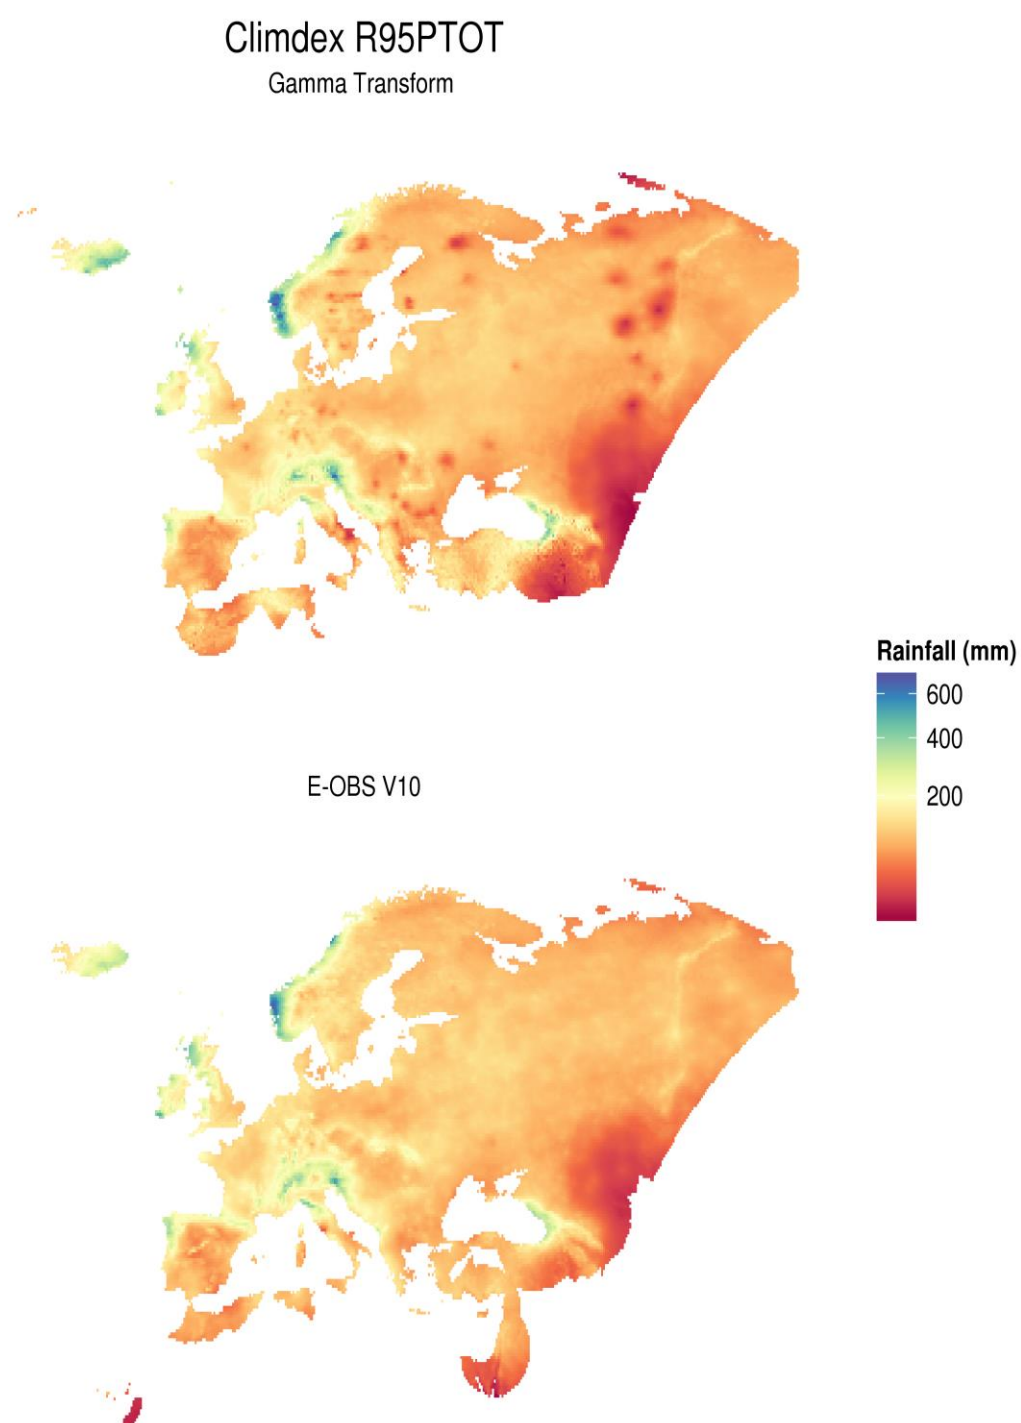 Climdex R95PTOT
Gamma Transform
Rainfall (mm)
600
400
200
E-OBS V10